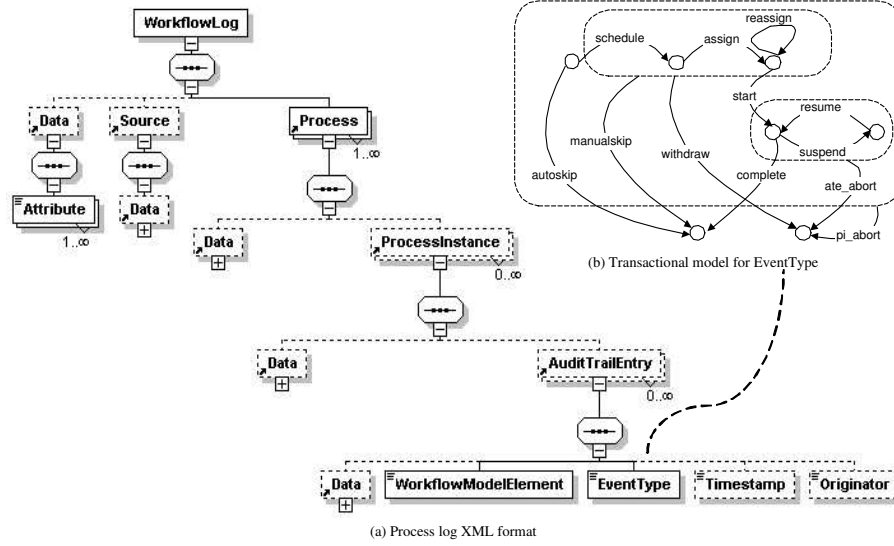 WorkflowLog
Data
Source
Process
1..∞
Attribute
1..∞
Data
Data
ProcessInstance
0..∞
Data
AuditTrailEntry
0..∞
Data
WorkflowModelElement
EventType
Timestamp
Originator
(a) Process log XML format
reassign
schedule
assign
start
resume
suspend
manualskip
withdraw
complete
autoskip
ate_abort
pi_abort
(b) Transactional model for EventType